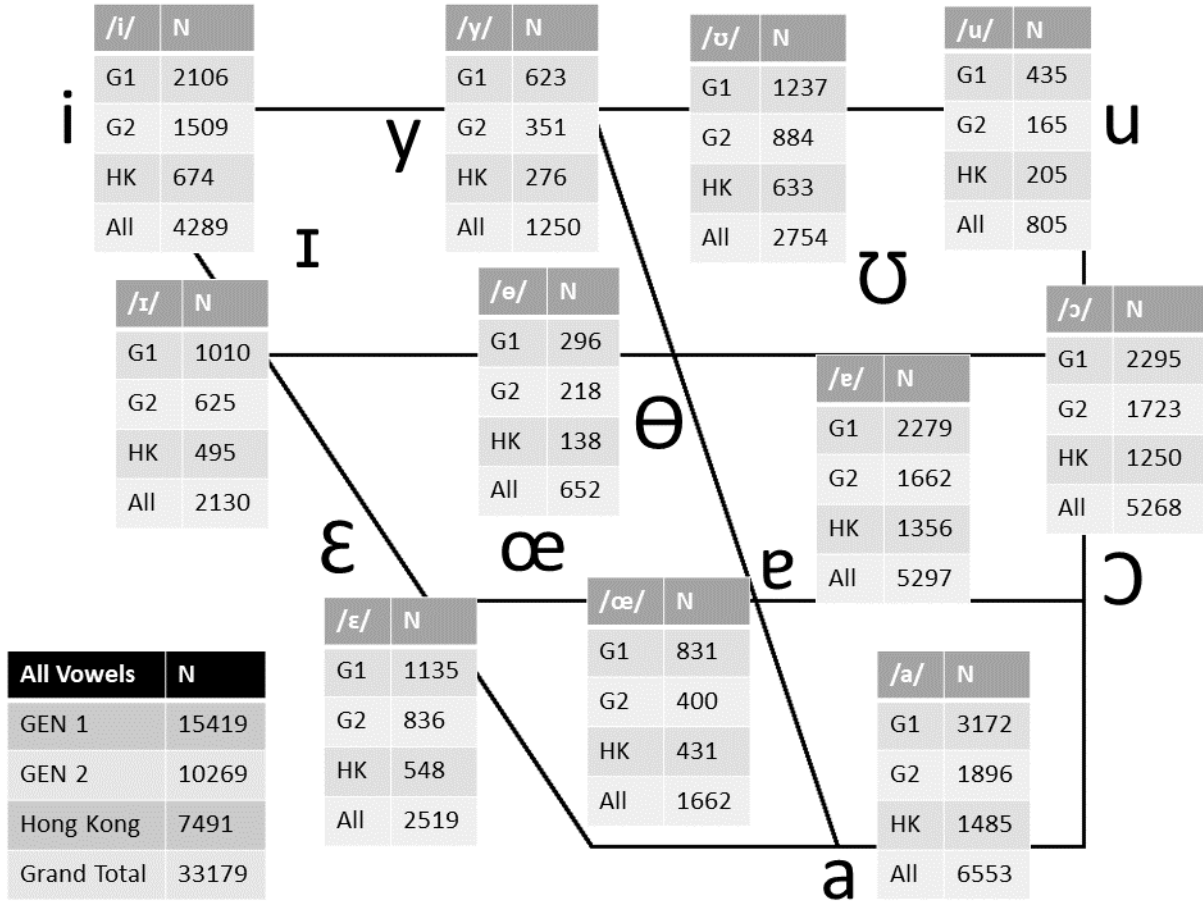 /i/ N
G1 2106
G2 1509
HK 674
All 4289
i
/y/ N
G1 623
G2 351
HK 276
All 1250
y
/ʊ/ N
G1 1237
G2 884
HK 633
All 2754
ʊ
/u/ N
G1 435
G2 165
HK 205
All 805
u
ɪ
/ɪ/ N
G1 1010
G2 625
HK 495
All 2130
/ɵ/ N
G1 296
G2 218
HK 138
All 652
ɵ
/ɐ/ N
G1 2279
G2 1662
HK 1356
All 5297
ɐ
/ɔ/ N
G1 2295
G2 1723
HK 1250
All 5268
ɔ
ɛ
/ɛ/ N
G1 1135
G2 836
HK 548
All 2519
œ
/œ/ N
G1 831
G2 400
HK 431
All 1662
/a/ N
G1 3172
G2 1896
HK 1485
All 6553
a
All Vowels N
GEN 1 15419
GEN 2 10269
Hong Kong 7491
Grand Total 33179